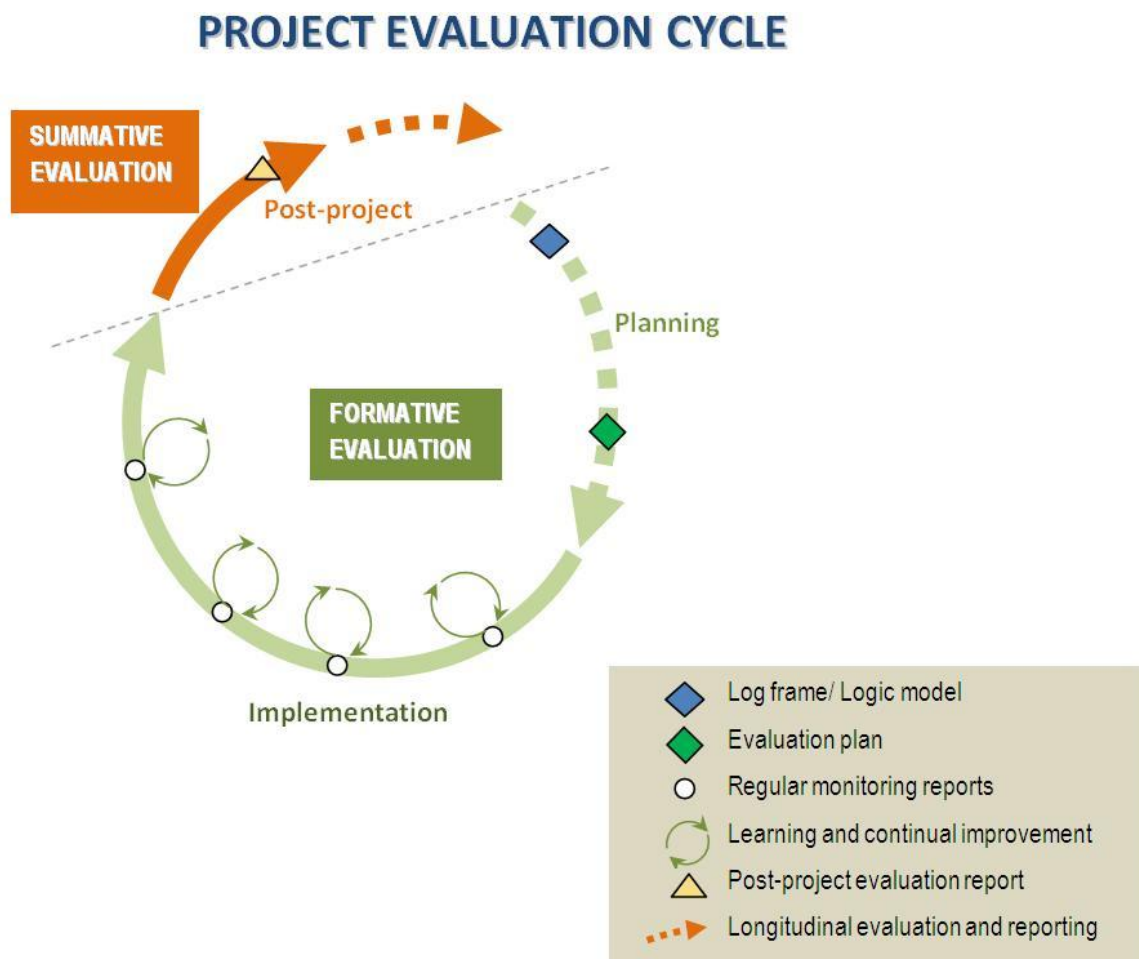 PROJECT EVALUATION CYCLE
SUMMATIVE
EVALUATION
Post-project
Planning
FORMATIVE
EVALUATION
Implementation
Log frame/ Logic model
Evaluation plan
Regular monitoring reports
Learning and continual improvement
Post-project evaluation report
Longitudinal evaluation and reporting